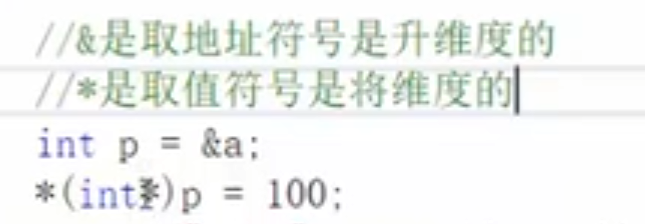 //&是取地址符号是升维度的
//*是取值符号是将维度的
int p = &a;
*(int*)p = 100;